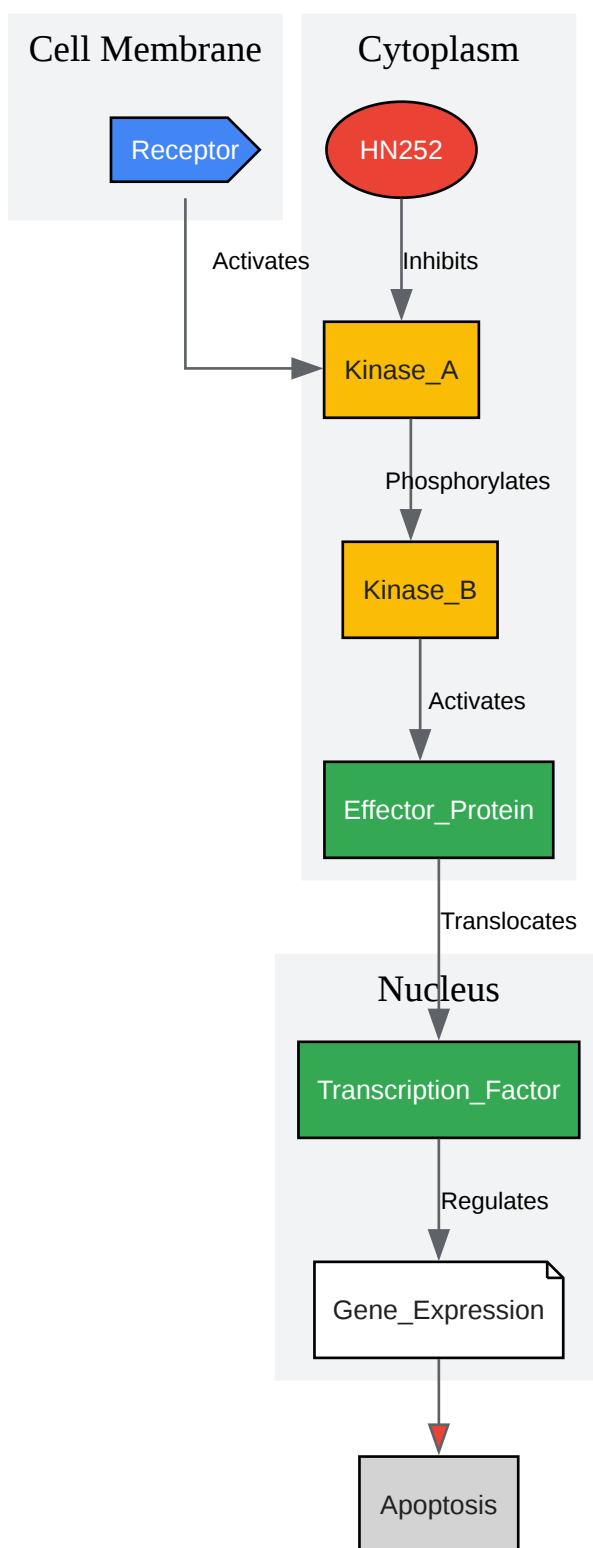 Cell Membrane
Cytoplasm
Receptor
HN252
Activates
Inhibits
Kinase_A
Phosphorylates
Kinase_B
Activates
Effector_Protein
Translocates
Nucleus
Transcription_Factor
Regulates
Gene_Expression
Apoptosis